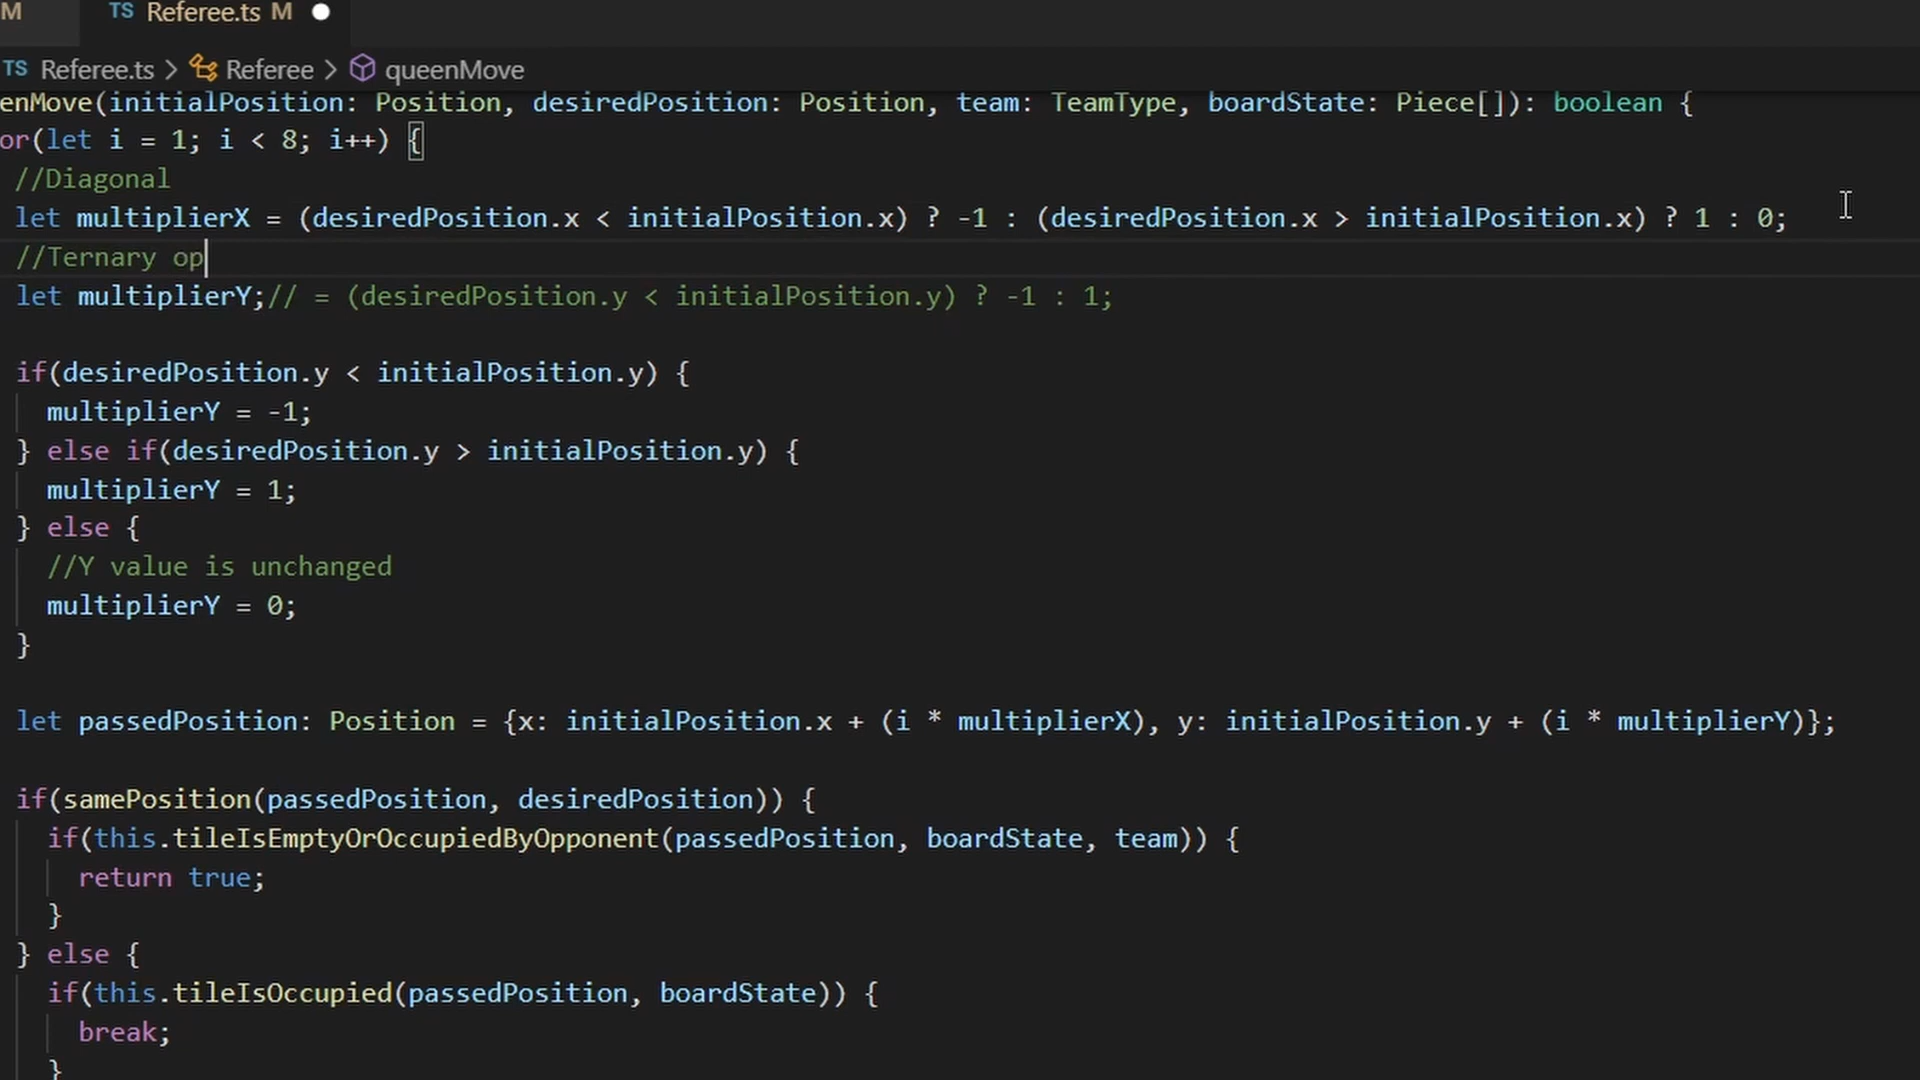 M TS Referee.ts M
TS Referee.ts > Referee > queenMove
enMove(initialPosition: Position, desiredPosition: Position, team: TeamType, boardState: Piece[]): boolean {
or(let i = 1; i < 8; i++) {
//Diagonal
let multiplierX = (desiredPosition.x < initialPosition.x) ? -1 : (desiredPosition.x > initialPosition.x) ? 1 : 0;
//Ternary op
let multiplierY;// = (desiredPosition.y < initialPosition.y) ? -1 : 1;
if(desiredPosition.y < initialPosition.y) {
multiplierY = -1;
} else if(desiredPosition.y > initialPosition.y) {
multiplierY = 1;
} else {
//Y value is unchanged
multiplierY = 0;
}
let passedPosition: Position = {x: initialPosition.x + (i * multiplierX), y: initialPosition.y + (i * multiplierY)};
if(samePosition(passedPosition, desiredPosition)) {
if(this.tileIsEmptyOrOccupiedByOpponent(passedPosition, boardState, team)) {
return true;
}
} else {
if(this.tileIsOccupied(passedPosition, boardState)) {
break;
}